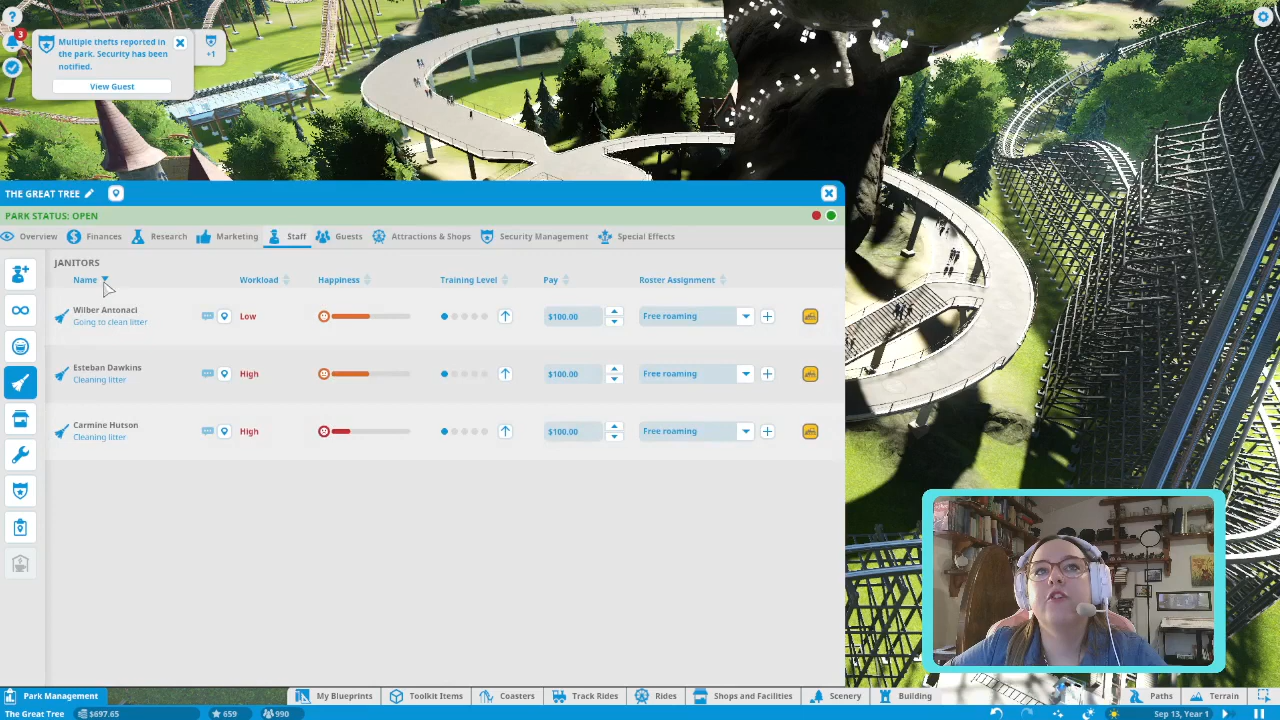 ?
3
Multiple thefts reported in
the park. Security has been
notified.
View Guest
+1
THE GREAT TREE
PARK STATUS: OPEN
Overview Finances Research Marketing Staff Guests Attractions & Shops Security Management Special Effects
JANITORS
Name Workload Happiness Training Level Pay Roster Assignment
Wilber Antonaci
Going to clean litter
Low $100.00 Free roaming
Esteban Dawkins
Cleaning litter
High $100.00 Free roaming
Carmine Hutson
Cleaning litter
High $100.00 Free roaming
Park Management My Blueprints Toolkit Items Coasters Track Rides Rides Shops and Facilities Scenery Building Paths Terrain
The Great Tree $697.65 659 990 Sep 13, Year 1